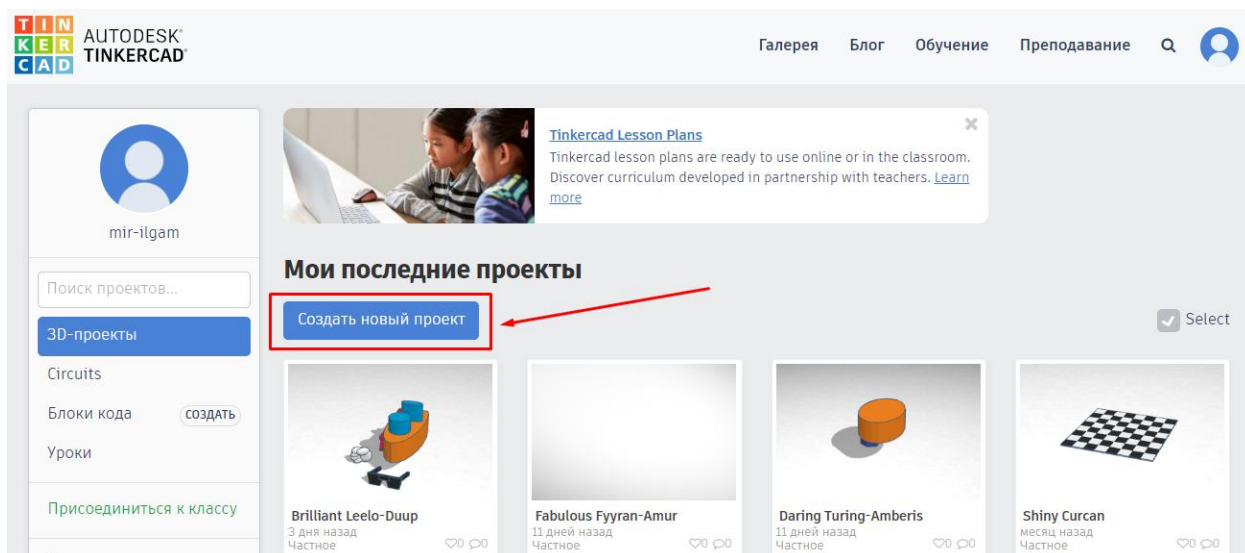 TIN
KER
CAD
AUTODESK®
TINKERCAD®
Галерея
Блог
Обучение
Преподавание
mir-ilgam
Поиск проектов...
3D-проекты
Circuits
Блоки кода
СОЗДАТЬ
Уроки
Присоединиться к классу
Tinkercad Lesson Plans
Tinkercad lesson plans are ready to use online or in the classroom.
Discover curriculum developed in partnership with teachers. Learn
more
Мои последние проекты
Создать новый проект
Select
Brilliant Leelo-Duup
3 дня назад
Частное
0 0
Fabulous Fyyran-Amur
11 дней назад
Частное
0 0
Daring Turing-Amberis
11 дней назад
Частное
0 0
Shiny Curcan
месяц назад
Частное
0 0